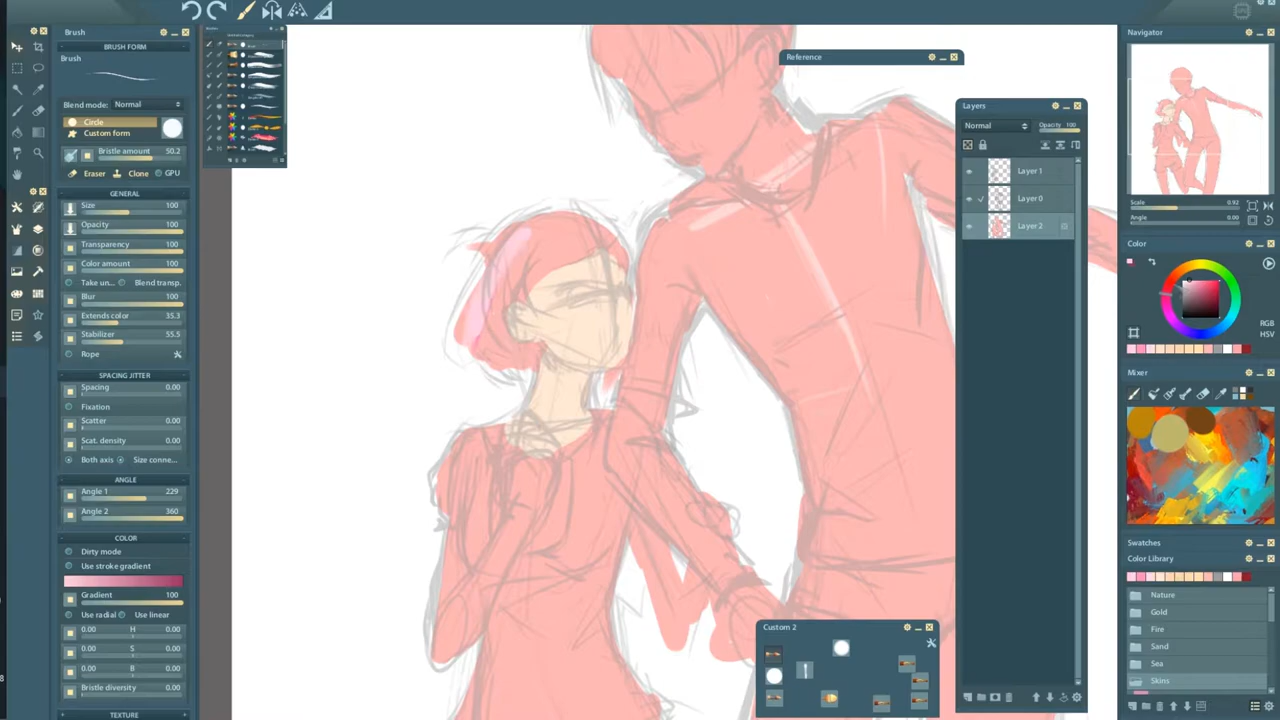 Brush
BRUSH FORM
Brush
Blend mode: Normal
Circle
Custom form
Bristle amount 50.2
Eraser Clone GPU
GENERAL
Size 100
Opacity 100
Transparency 100
Color amount 100
Take un... Blend transp.
Blur 100
Extends color 35.3
Stabilizer 55.5
Rope
SPACING JITTER
Spacing 0.00
Fixation
Scatter 0.00
Scat. density 0.00
Both axis Size conne...
ANGLE
Angle 1 229
Angle 2 360
COLOR
Dirty mode
Use stroke gradient
Gradient 100
Use radial Use linear
0.00 H 0.00
0.00 S 0.00
0.00 B 0.00
Bristle diversity 0.00
TEXTURE
Reference
Custom 2
Layers
Normal Opacity 100
Layer 1
Layer 0
Layer 2
Navigator
Scale 0.92
Angle 0.00
Color
RGB
HSV
Mixer
Swatches
Color Library
Nature
Gold
Fire
Sand
Sea
Skins